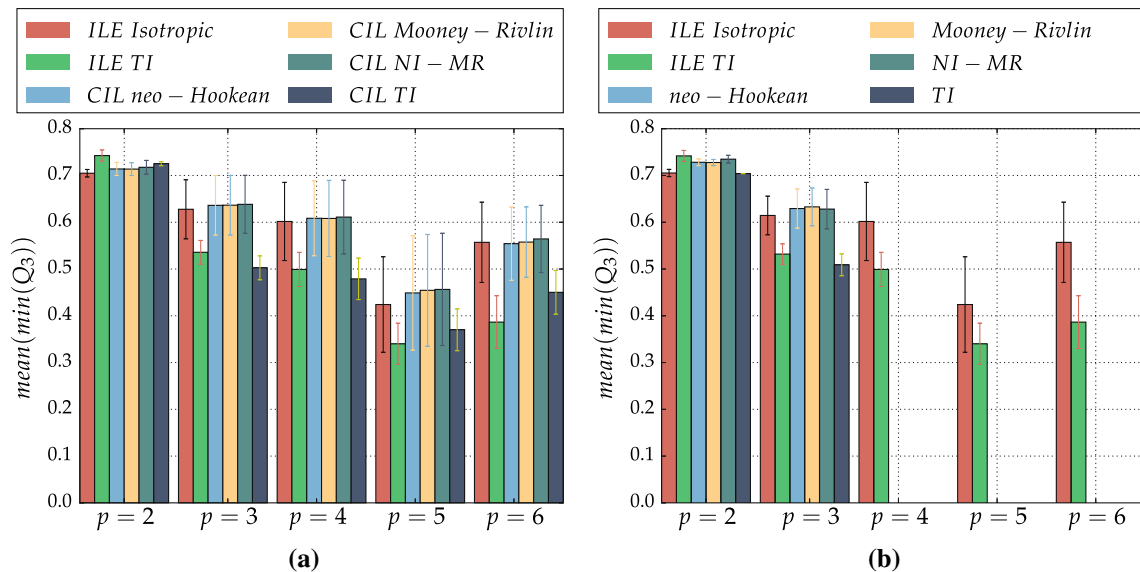 ILE Isotropic
ILE TI
CIL neo − Hookean
CIL Mooney − Rivlin
CIL NI − MR
CIL TI
mean(min(Q₃))
0.8
0.7
0.6
0.5
0.4
0.3
0.2
0.1
0.0
p = 2
p = 3
p = 4
p = 5
p = 6
(a)
ILE Isotropic
ILE TI
neo − Hookean
Mooney − Rivlin
NI − MR
TI
mean(min(Q₃))
0.8
0.7
0.6
0.5
0.4
0.3
0.2
0.1
0.0
p = 2
p = 3
p = 4
p = 5
p = 6
(b)